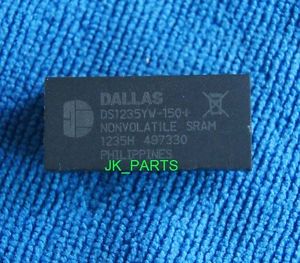 DALLAS
DS1235YW-150+
NONVOLATILE SRAM
1235H 497330
PHILIPPINES
JK_PARTS